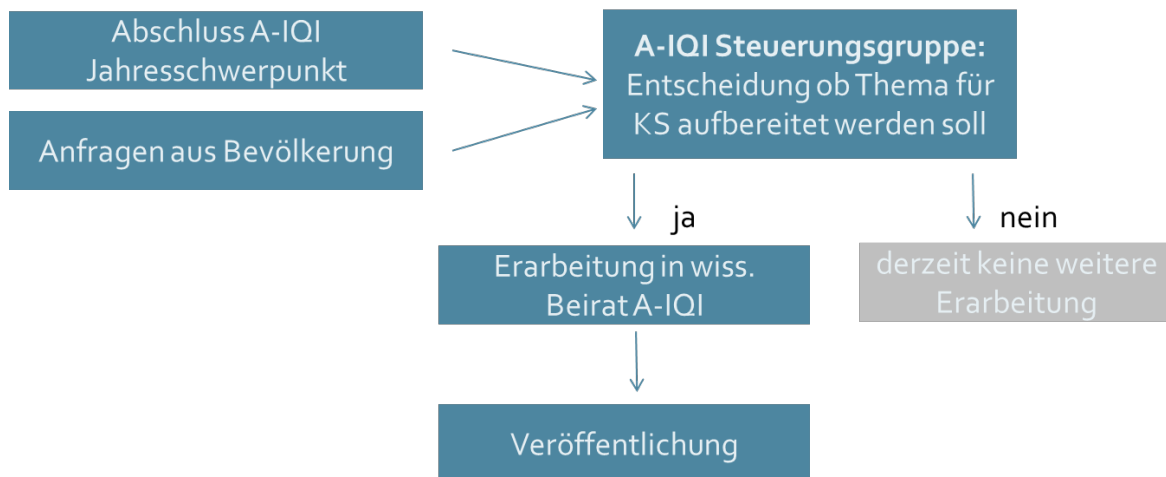 Abschluss A-IQI
Jahresschwerpunkt
Anfragen aus Bevölkerung
A-IQI Steuerungsgruppe:
Entscheidung ob Thema für
KS aufbereitet werden soll
ja
nein
Erarbeitung in wiss.
Beirat A-IQI
derzeit keine weitere
Erarbeitung
Veröffentlichung